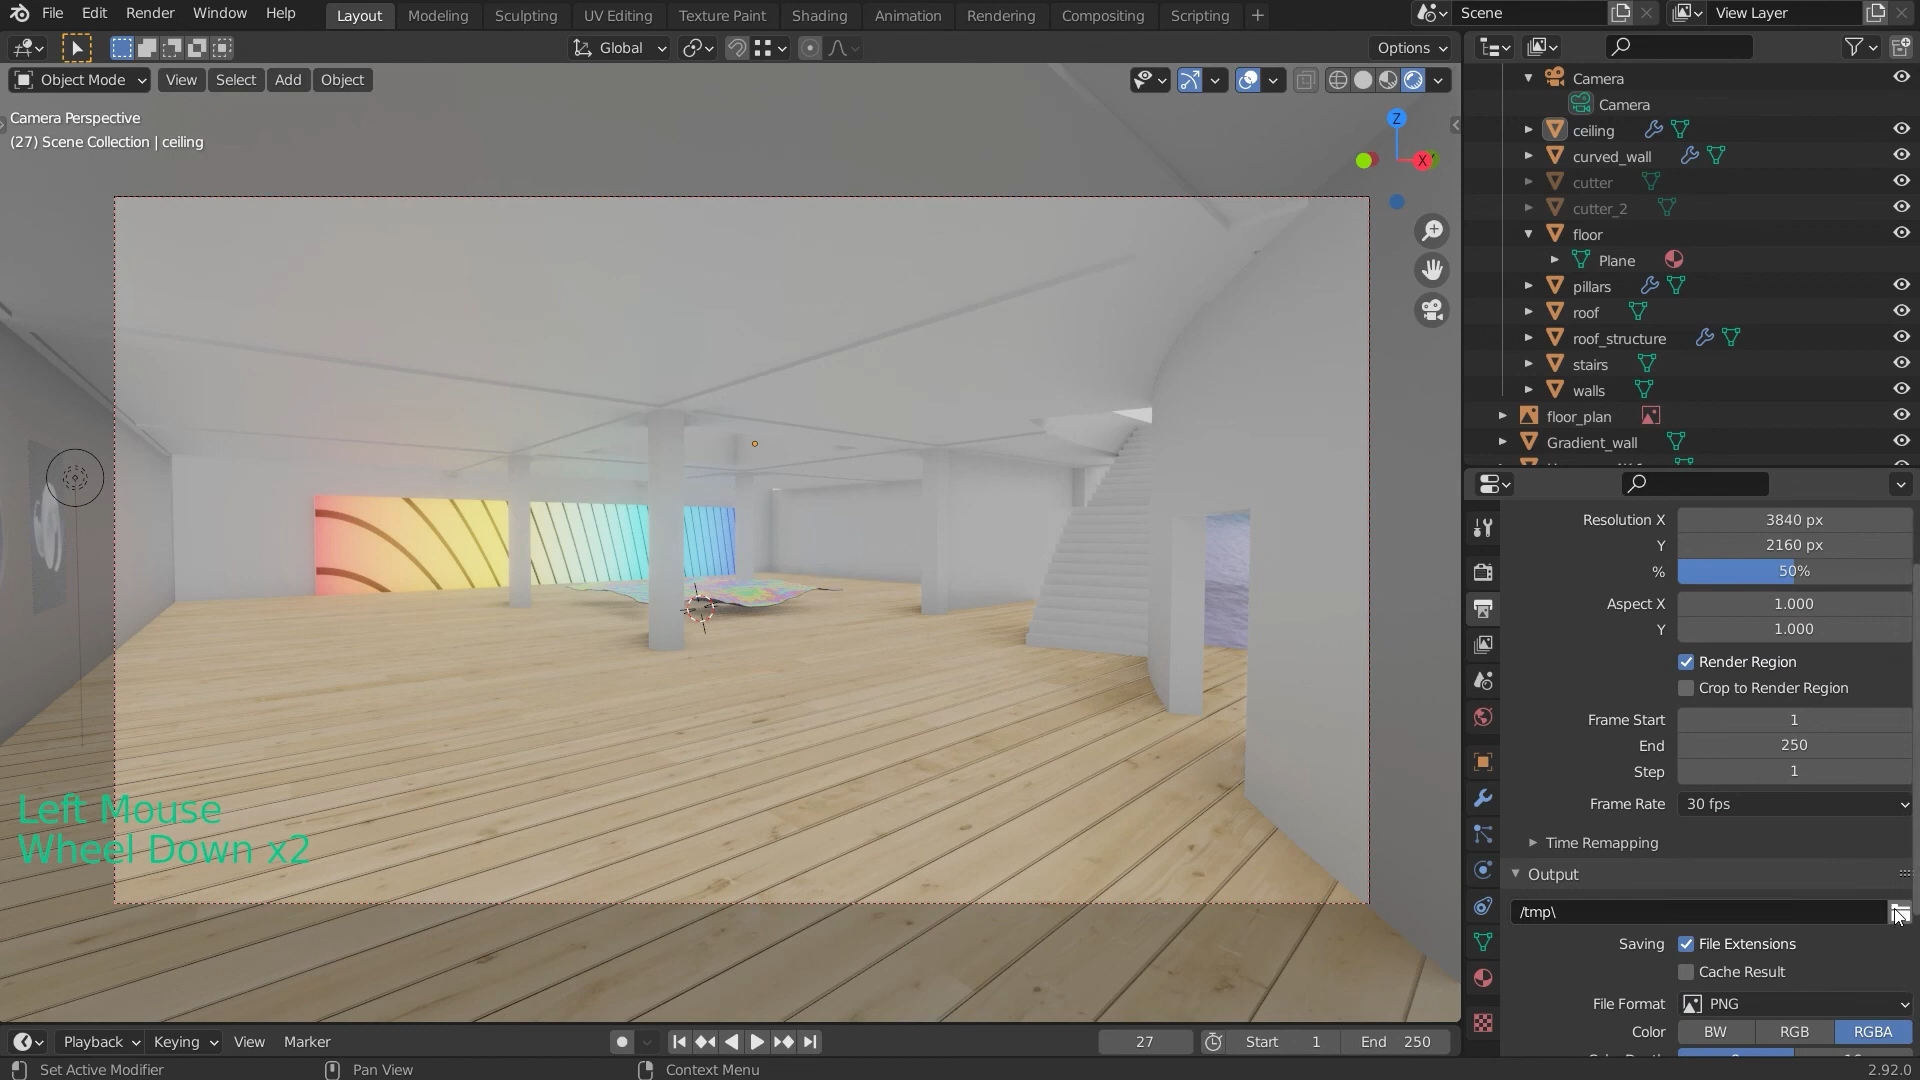 File Edit Render Window Help
Layout Modeling Sculpting UV Editing Texture Paint Shading Animation Rendering Compositing Scripting +
Scene
View Layer
Global
Options
Object Mode View Select Add Object
Camera Perspective
(27) Scene Collection | ceiling
Z
X
Camera
Camera
ceiling
curved_wall
cutter
cutter_2
floor
Plane
pillars
roof
roof_structure
stairs
walls
floor_plan
Gradient_wall
Resolution X 3840 px
Y 2160 px
% 50%
Aspect X 1.000
Y 1.000
Render Region
Crop to Render Region
Frame Start 1
End 250
Step 1
Frame Rate 30 fps
Time Remapping
Output
/tmp\
Saving File Extensions
Cache Result
File Format PNG
Color BW RGB RGBA
Left Mouse
Wheel Down x2
Playback Keying View Marker
27
Start 1
End 250
Set Active Modifier
Pan View
Context Menu
2.92.0